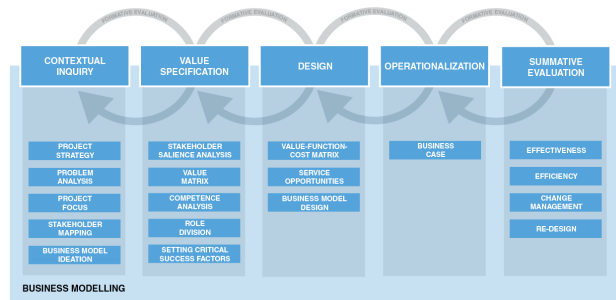 FORMATIVE EVALUATION
FORMATIVE EVALUATION
FORMATIVE EVALUATION
FORMATIVE EVALUATION
CONTEXTUAL
INQUIRY
VALUE
SPECIFICATION
DESIGN
OPERATIONALIZATION
SUMMATIVE
EVALUATION
PROJECT
STRATEGY
PROBLEM
ANALYSIS
PROJECT
FOCUS
STAKEHOLDER
MAPPING
BUSINESS MODEL
IDEATION
STAKEHOLDER
SALIENCE ANALYSIS
VALUE
MATRIX
COMPETENCE
ANALYSIS
ROLE
DIVISION
SETTING CRITICAL
SUCCESS FACTORS
VALUE-FUNCTION-
COST MATRIX
SERVICE
OPPORTUNITIES
BUSINESS MODEL
DESIGN
BUSINESS
CASE
EFFECTIVENESS
EFFICIENCY
CHANGE
MANAGEMENT
RE-DESIGN
BUSINESS MODELLING